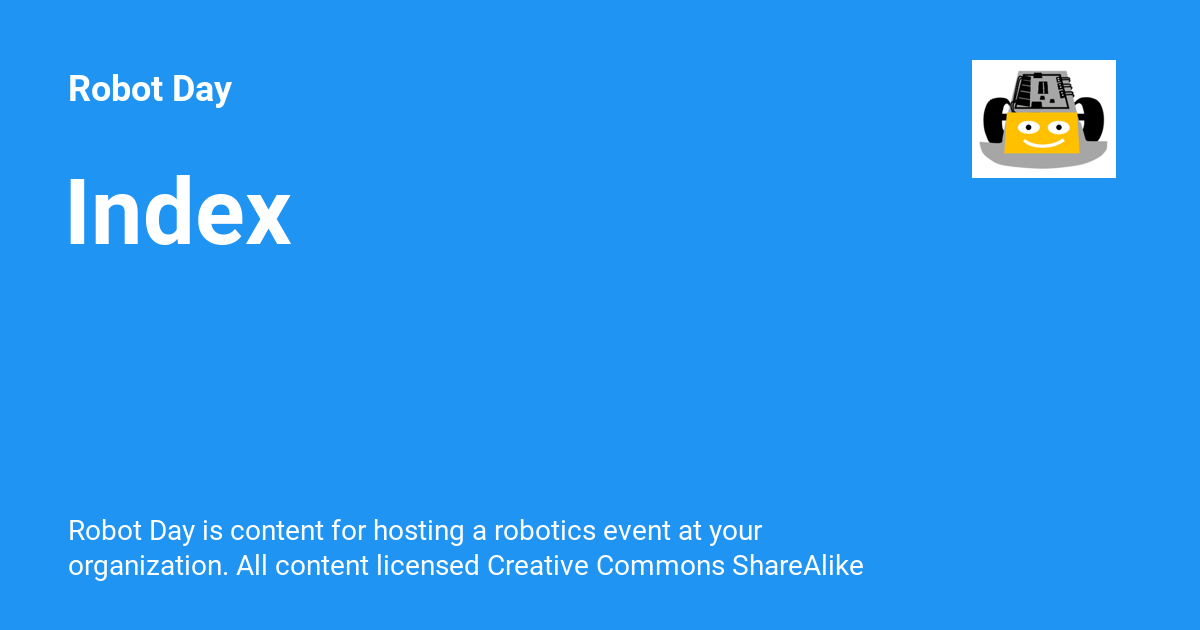 Robot Day
Index
Robot Day is content for hosting a robotics event at your
organization. All content licensed Creative Commons ShareAlike